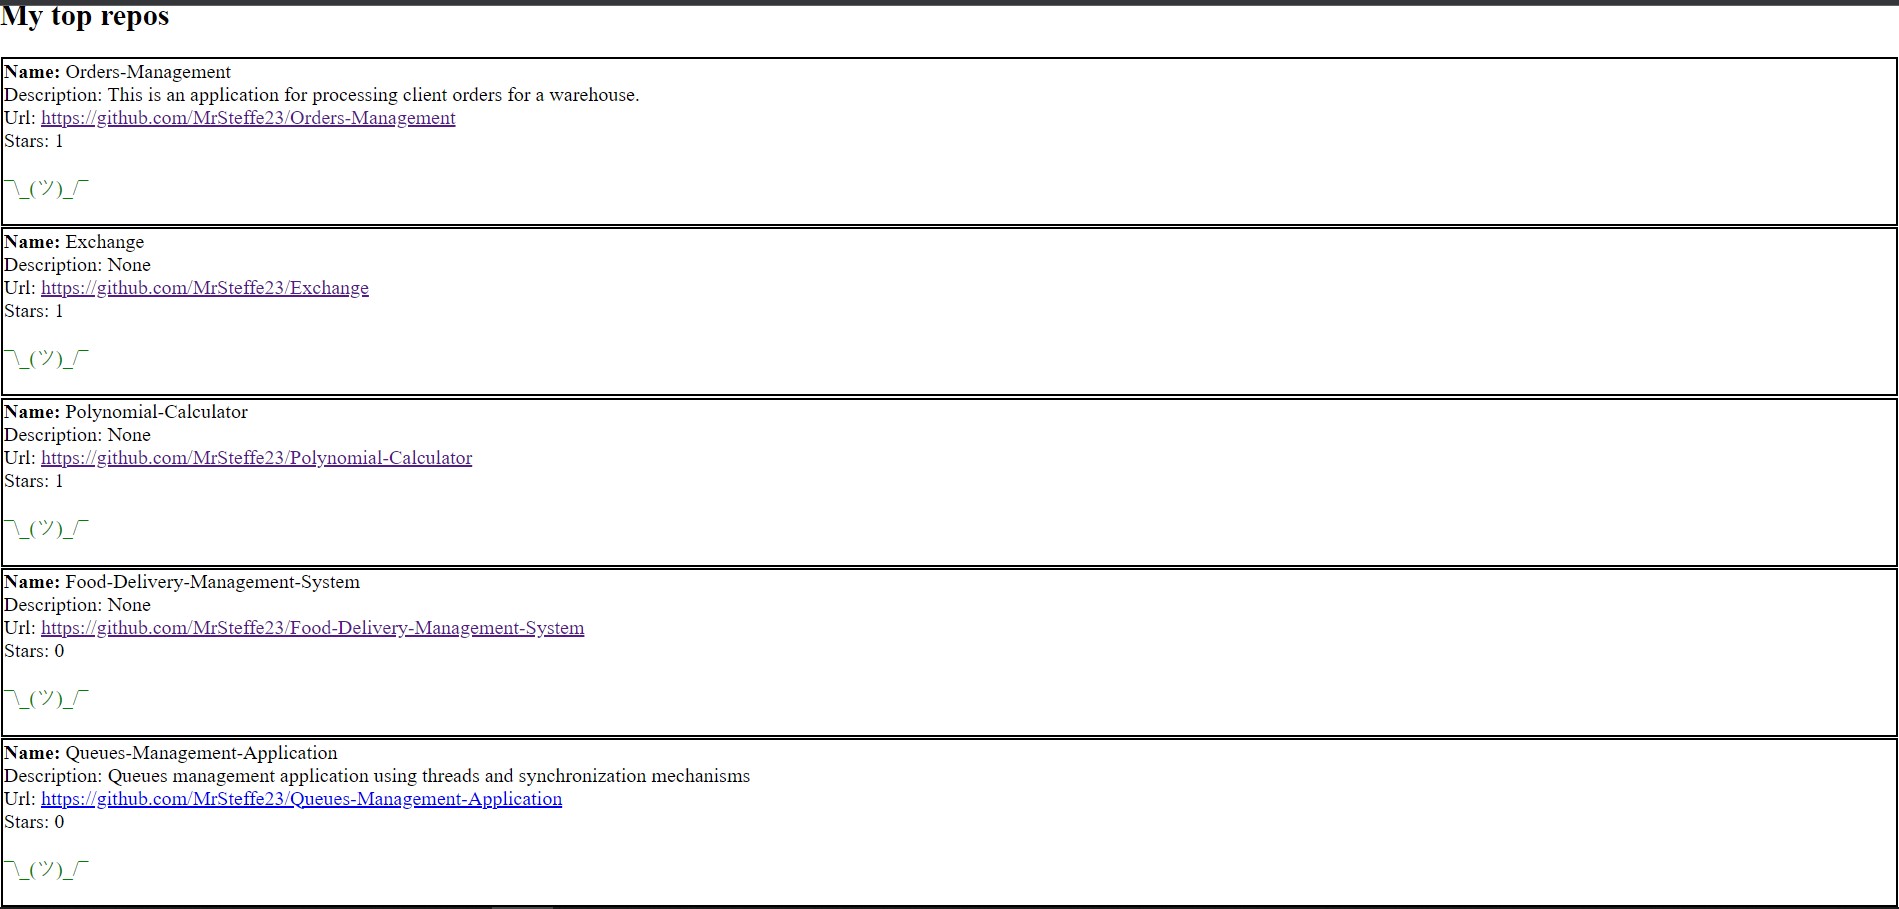 My top repos
Name: Orders-Management
Description: This is an application for processing client orders for a warehouse.
Url: https://github.com/MrSteffe23/Orders-Management
Stars: 1
¯\_(ツ)_/¯
Name: Exchange
Description: None
Url: https://github.com/MrSteffe23/Exchange
Stars: 1
¯\_(ツ)_/¯
Name: Polynomial-Calculator
Description: None
Url: https://github.com/MrSteffe23/Polynomial-Calculator
Stars: 1
¯\_(ツ)_/¯
Name: Food-Delivery-Management-System
Description: None
Url: https://github.com/MrSteffe23/Food-Delivery-Management-System
Stars: 0
¯\_(ツ)_/¯
Name: Queues-Management-Application
Description: Queues management application using threads and synchronization mechanisms
Url: https://github.com/MrSteffe23/Queues-Management-Application
Stars: 0
¯\_(ツ)_/¯